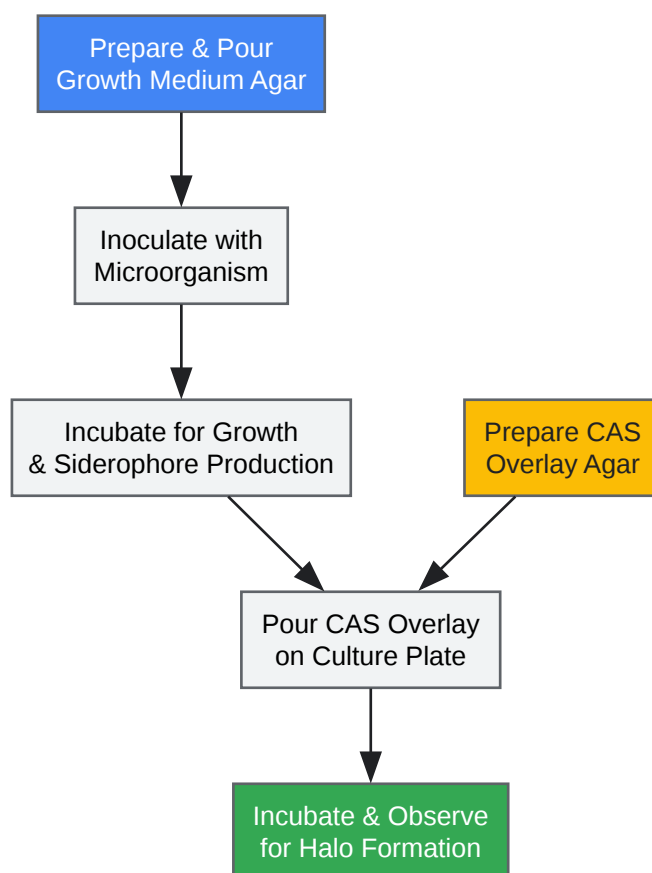 Prepare & Pour
Growth Medium Agar
Inoculate with
Microorganism
Incubate for Growth
& Siderophore Production
Prepare CAS
Overlay Agar
Pour CAS Overlay
on Culture Plate
Incubate & Observe
for Halo Formation